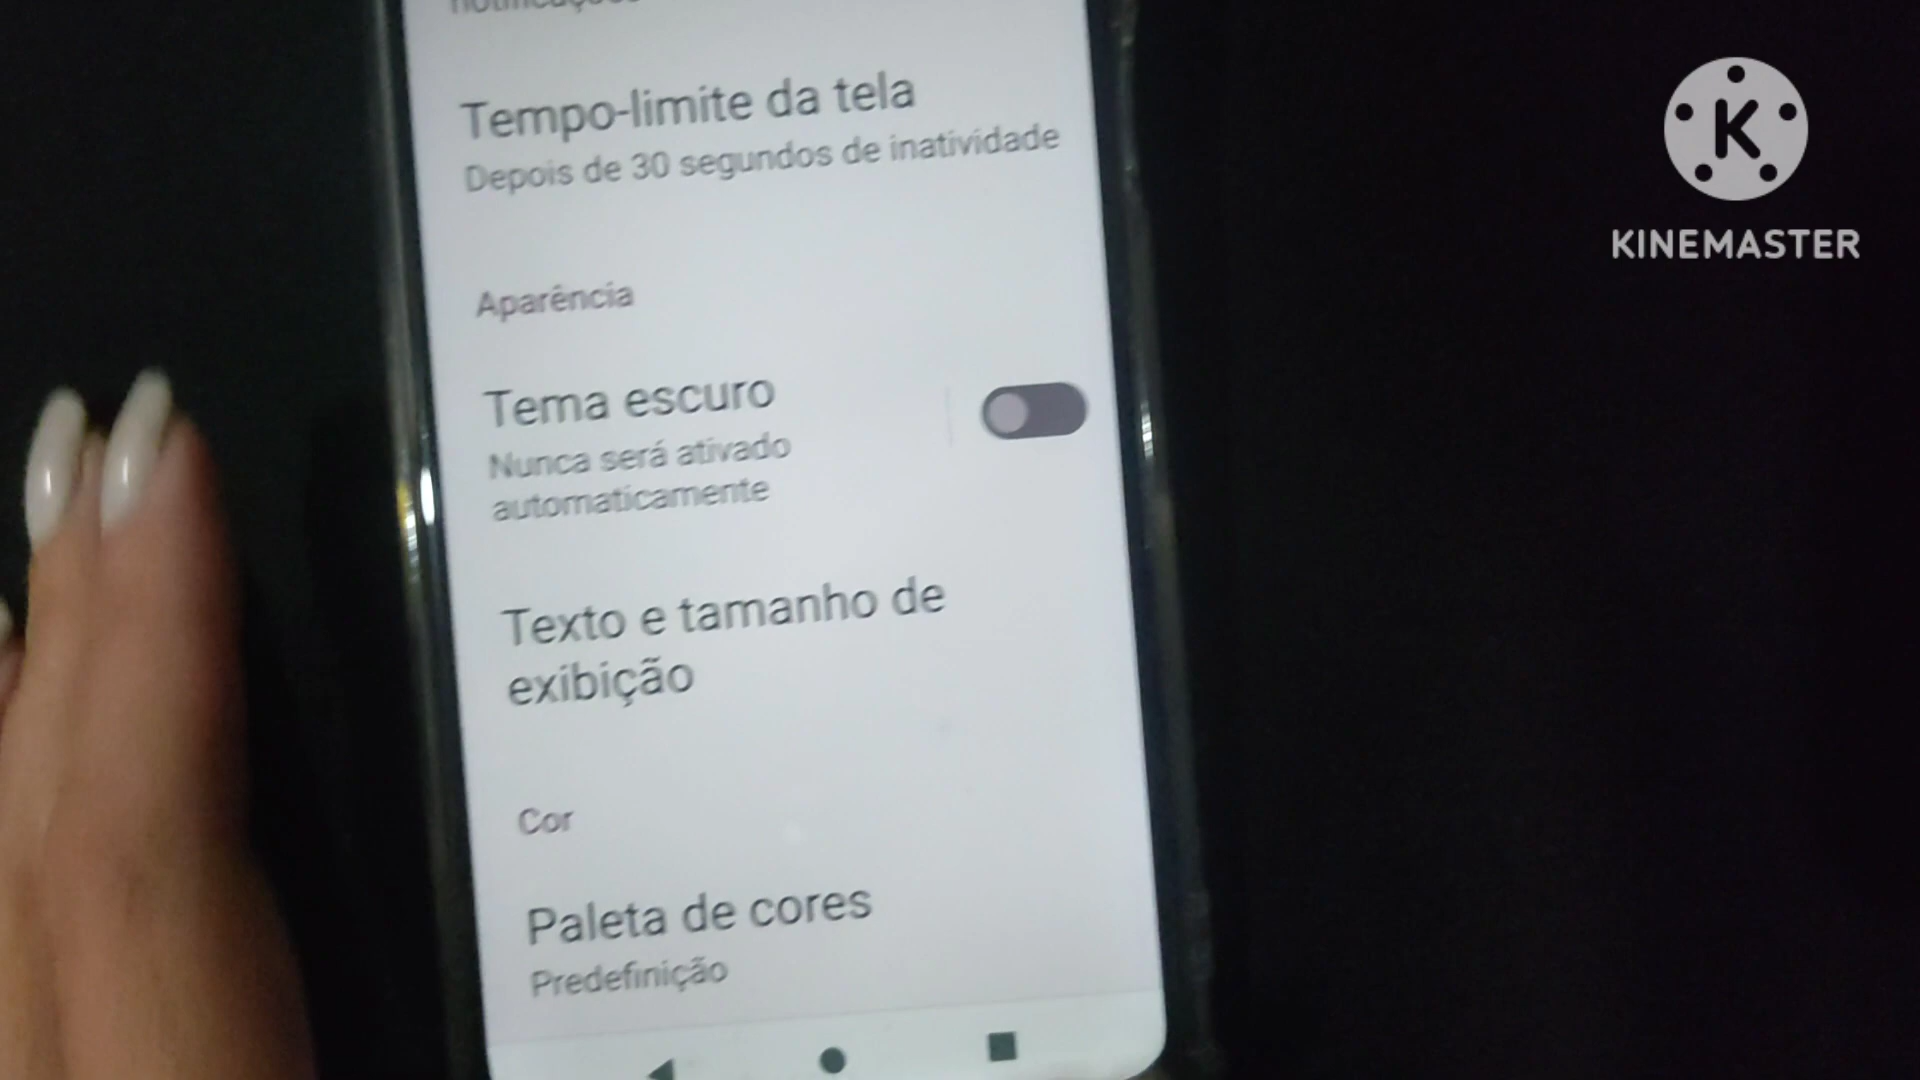 notificações
Tempo-limite da tela
Depois de 30 segundos de inatividade
Aparência
Tema escuro
Nunca será ativado
automaticamente
Texto e tamanho de
exibição
Cor
Paleta de cores
Predefinição
K
KINEMASTER